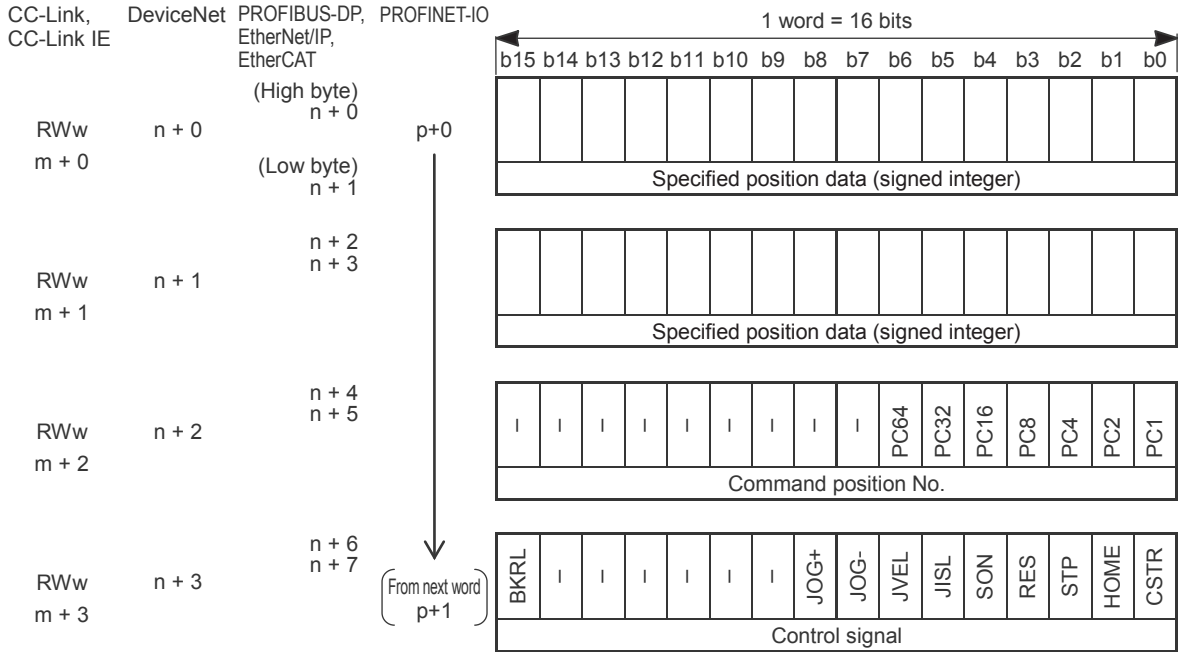 CC-Link, DeviceNet PROFIBUS-DP, PROFINET-IO 1 word = 16 bits
CC-Link IE EtherNet/IP,
EtherCAT b15 b14 b13 b12 b11 b10 b9 b8 b7 b6 b5 b4 b3 b2 b1 b0
(High byte)
n + 0
RWw n + 0 p+0
m + 0 (Low byte)
n + 1 Specified position data (signed integer)
n + 2
n + 3
RWw n + 1
m + 1
Specified position data (signed integer)
n + 4
n + 5
RWw n + 2 – – – – – – – – – PC64 PC32 PC16 PC8 PC4 PC2 PC1
m + 2
Command position No.
n + 6
n + 7
RWw n + 3 From next word BKRL – – – – – – JOG+ JOG- JVEL JISL SON RES STP HOME CSTR
m + 3 p+1
Control signal